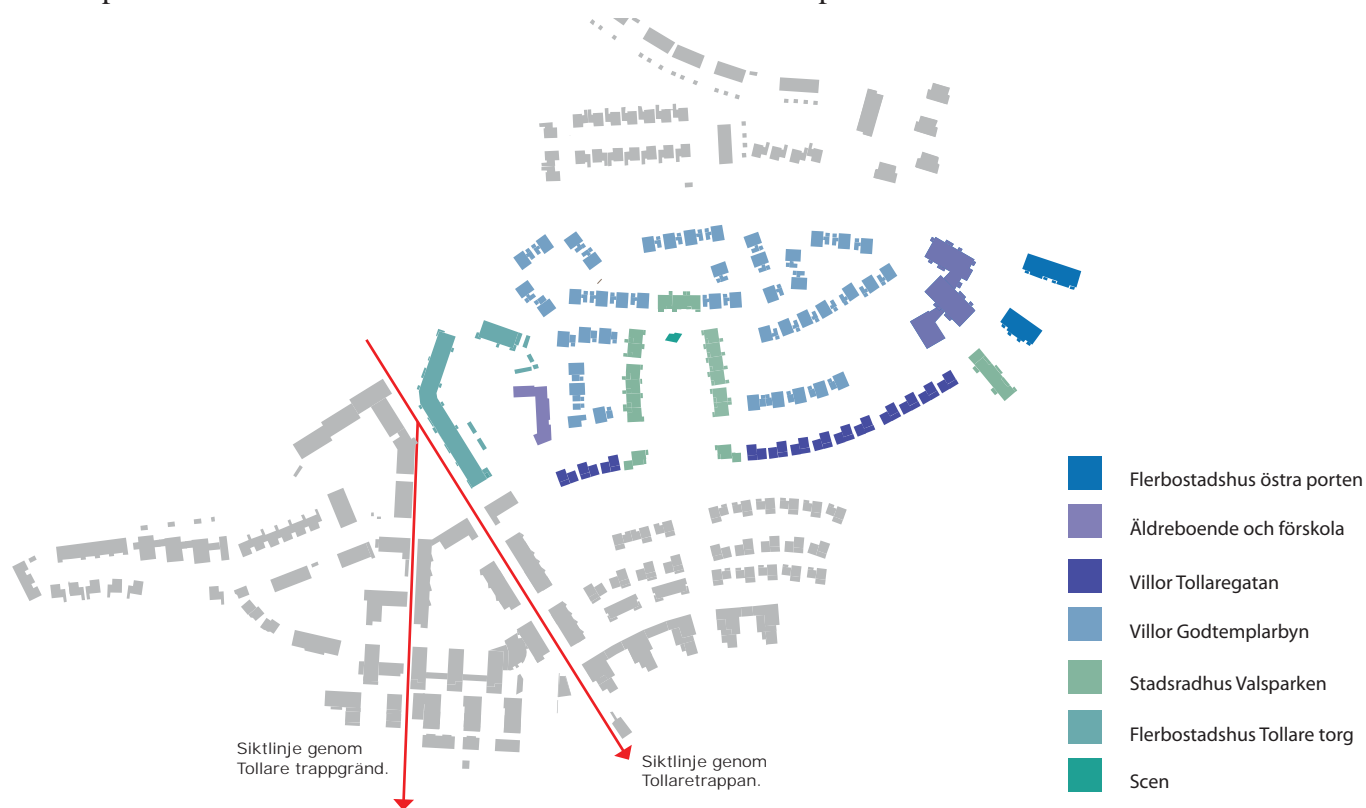 Siktlinje genom
Tollare trappgränd.
Siktlinje genom
Tollaretrappan.
Flerbostadshus östra porten
Äldreboende och förskola
Villor Tollaregatan
Villor Godtemplarbyn
Stadsradhus Valsparken
Flerbostadshus Tollare torg
Scen